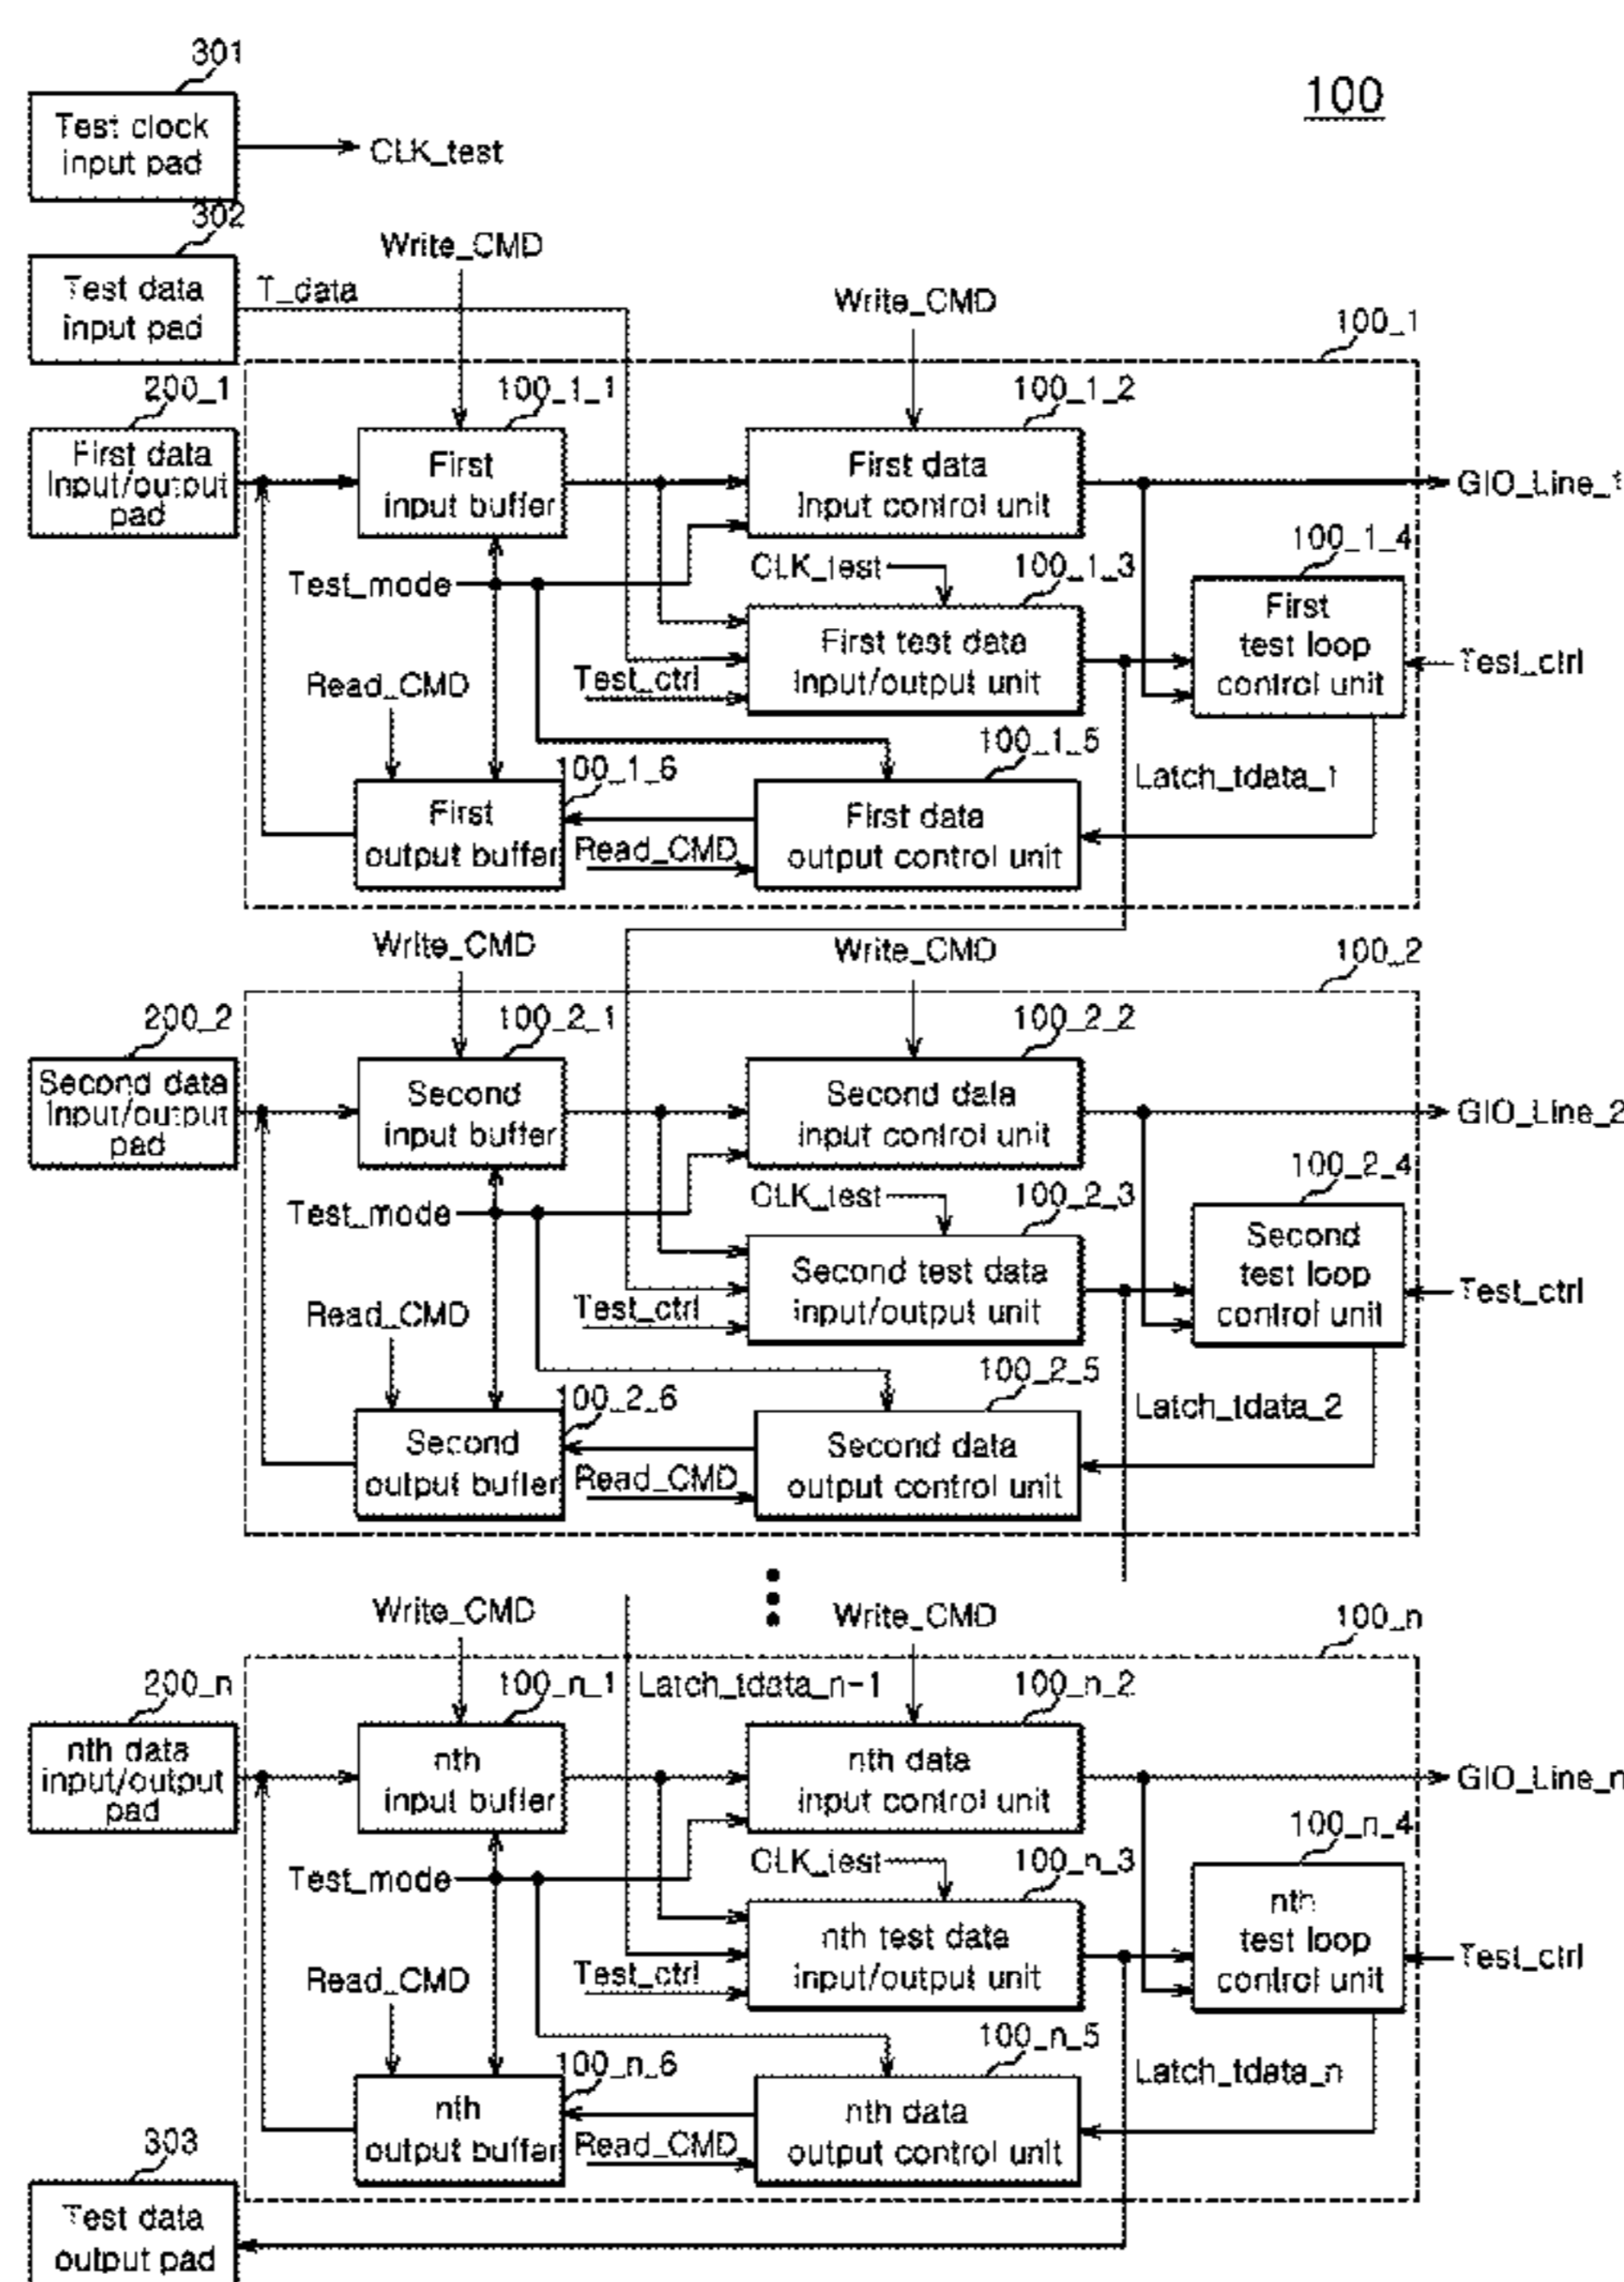 100
301
Test clock
input pad
CLK_test
302
Test data
input pad
T_data
Write_CMD
Write_CMD
100_1
200_1
First data
Input/output
pad
100_1_1
First
input buffer
100_1_2
First data
Input control unit
GIO_Line_1
Test_mode
CLK_test
100_1_3
First test data
Input/output unit
100_1_4
First
test loop
control unit
Test_ctrl
Test_ctrl
Read_CMD
100_1_6
First
output buffer
Read_CMD
100_1_5
First data
output control unit
Latch_tdata_1
Write_CMD
Write_CMD
100_2
200_2
Second data
Input/output
pad
100_2_1
Second
input buffer
100_2_2
Second data
input control unit
GIO_Line_2
Test_mode
CLK_test
100_2_3
Second test data
input/output unit
100_2_4
Second
test loop
control unit
Test_ctrl
Test_ctrl
Read_CMD
100_2_6
Second
output buffer
Read_CMD
100_2_5
Second data
output control unit
Latch_tdata_2
Write_CMD
Write_CMD
100_n
200_n
nth data
input/output
pad
100_n_1
nth
input buffer
Latch_tdata_n-1
100_n_2
nth data
input control unit
GIO_Line_n
Test_mode
CLK_test
100_n_3
nth test data
input/output unit
100_n_4
nth
test loop
control unit
Test_ctrl
Test_ctrl
Read_CMD
100_n_6
nth
output buffer
Read_CMD
100_n_5
nth data
output control unit
Latch_tdata_n
303
Test data
output pad